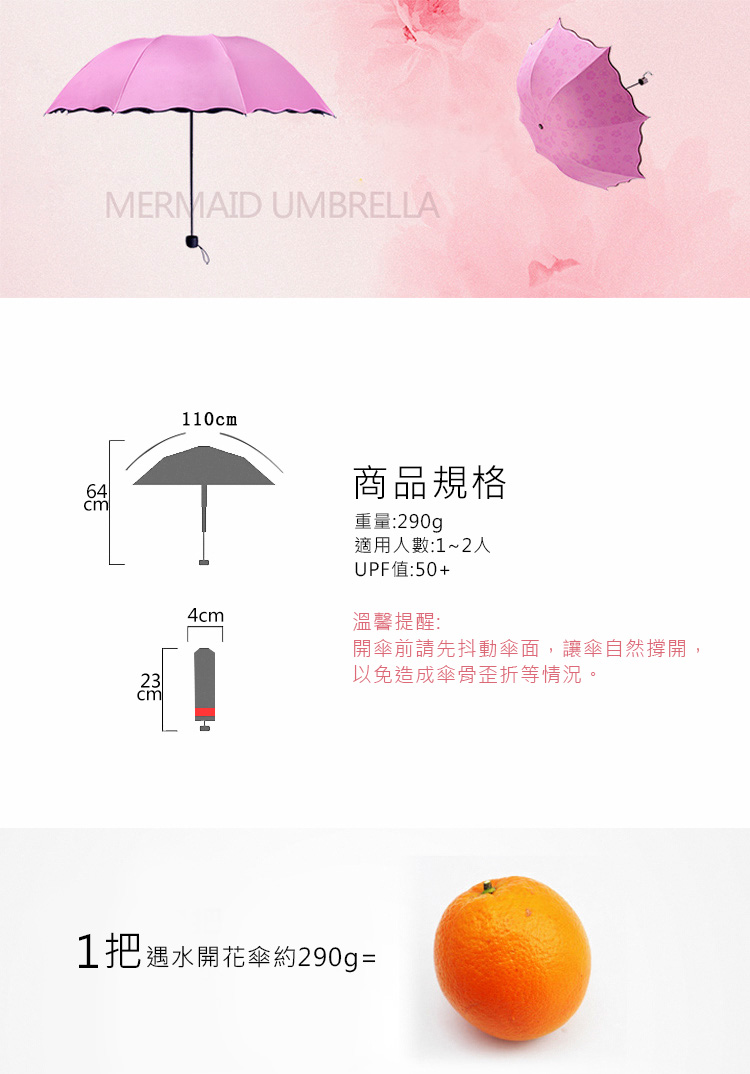 MERMAID UMBRELLA
110cm
64
cm
商品規格
重量:290g
適用人數:1~2人
UPF值:50+
4cm
溫馨提醒:
開傘前請先抖動傘面，讓傘自然撐開，
以免造成傘骨歪折等情況。
23
cm
1把遇水開花傘約290g=